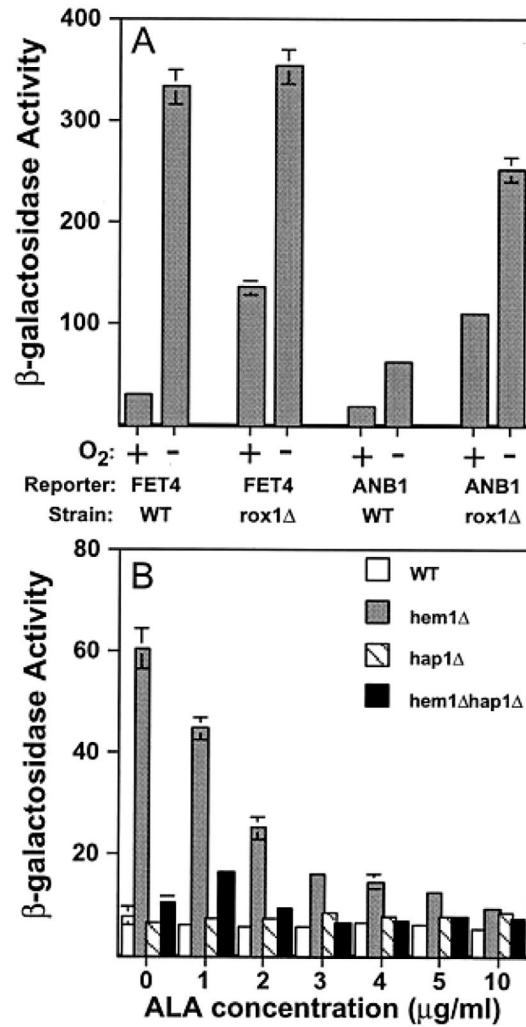 A
400
300
200
100
β-galactosidase Activity
O2: + - + - + - + -
Reporter: FET4 FET4 ANB1 ANB1
Strain: WT rox1Δ WT rox1Δ
B
80
60
40
20
β-galactosidase Activity
WT
hem1Δ
hap1Δ
hem1Δhap1Δ
0 1 2 3 4 5 10
ALA concentration (μg/ml)